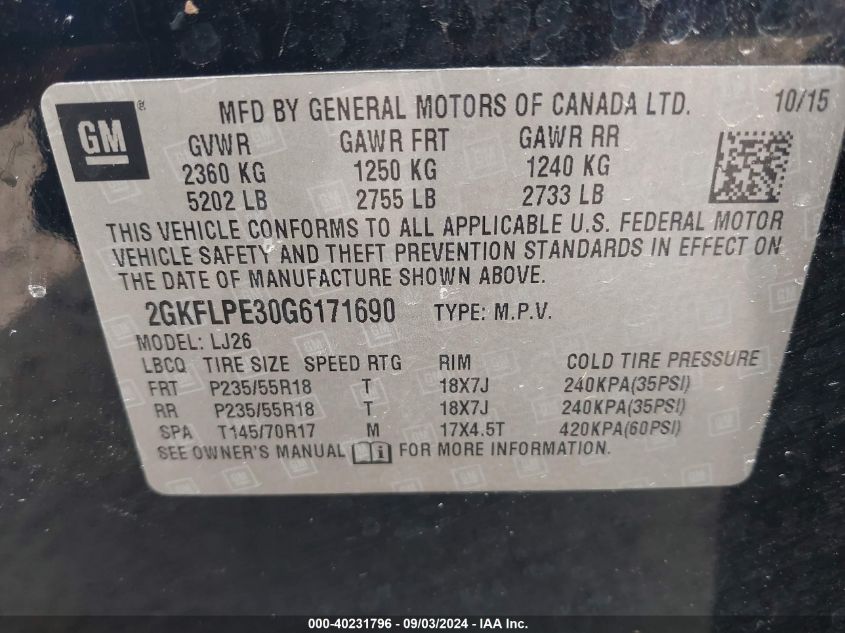 GM ®
MFD BY GENERAL MOTORS OF CANADA LTD. 10/15
GVWR GAWR FRT GAWR RR
2360 KG 1250 KG 1240 KG
5202 LB 2755 LB 2733 LB
THIS VEHICLE CONFORMS TO ALL APPLICABLE U.S. FEDERAL MOTOR
VEHICLE SAFETY AND THEFT PREVENTION STANDARDS IN EFFECT ON
THE DATE OF MANUFACTURE SHOWN ABOVE.
2GKFLPE30G6171690 TYPE: M.P.V.
MODEL: LJ26
LBCQ TIRE SIZE SPEED RTG RIM COLD TIRE PRESSURE
FRT P235/55R18 T 18X7J 240KPA(35PSI)
RR P235/55R18 T 18X7J 240KPA(35PSI)
SPA T145/70R17 M 17X4.5T 420KPA(60PSI)
SEE OWNER'S MANUAL FOR MORE INFORMATION.
000-40231796 - 09/03/2024 - IAA Inc.